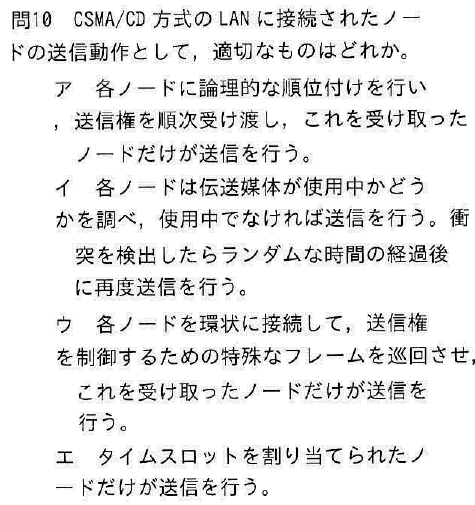 問10　CSMA/CD 方式の LAN に接続されたノー
ドの送信動作として，適切なものはどれか。
ア　各ノードに論理的な順位付けを行い
，送信権を順次受け渡し，これを受け取った
ノードだけが送信を行う。
イ　各ノードは伝送媒体が使用中かどう
かを調べ，使用中でなければ送信を行う。衝
突を検出したらランダムな時間の経過後
に再度送信を行う。
ウ　各ノードを環状に接続して，送信権
を制御するための特殊なフレームを巡回させ，
これを受け取ったノードだけが送信を
行う。
エ　タイムスロットを割り当てられたノ
ードだけが送信を行う。